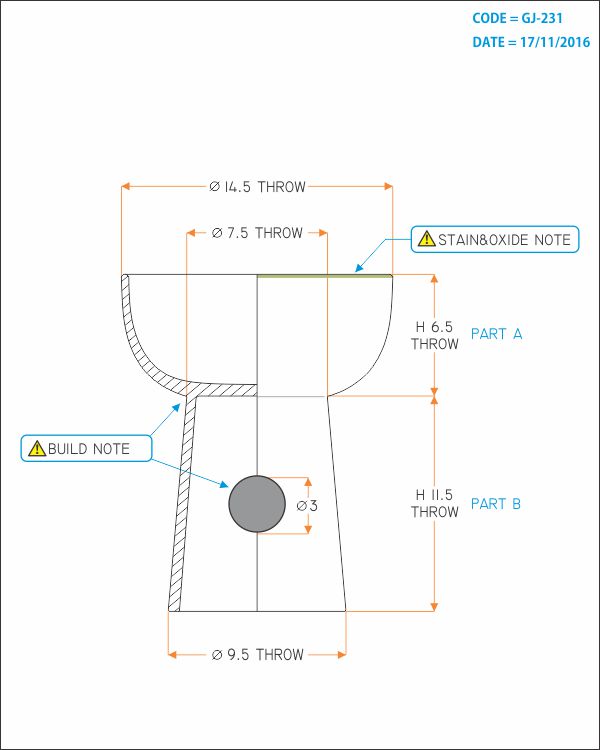 CODE = GJ-231
DATE = 17/11/2016
Ø 14.5 THROW
Ø 7.5 THROW
⚠ STAIN&OXIDE NOTE
H 6.5
THROW
PART A
⚠ BUILD NOTE
Ø3
H 11.5
THROW
PART B
Ø 9.5 THROW